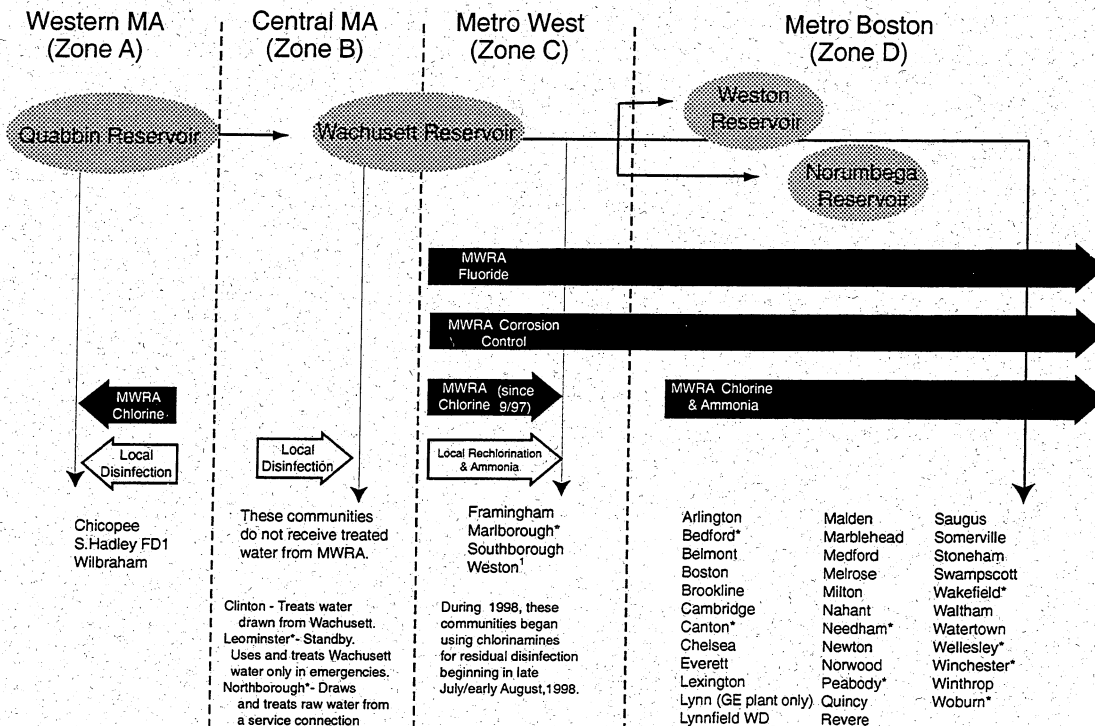 Western MA
(Zone A)
Central MA
(Zone B)
Metro West
(Zone C)
Metro Boston
(Zone D)
Quabbin Reservoir
Wachusett Reservoir
Weston
Reservoir
Norumbega
Reservoir
MWRA
Fluoride
MWRA Corrosion
Control
MWRA
Chlorine
MWRA (since
Chlorine 9/97)
MWRA Chlorine
& Ammonia
Local
Disinfection
Local
Disinfection
Local Rechlorination
& Ammonia
Chicopee
S.Hadley FD1
Wilbraham
These communities
do not receive treated
water from MWRA.
Clinton - Treats water
drawn from Wachusett.
Leominster*- Standby.
Uses and treats Wachusett
water only in emergencies.
Northborough*- Draws
and treats raw water from
a service connection
Framingham
Marlborough*
Southborough
Weston¹
During 1998, these
communities began
using chlorinamines
for residual disinfection
beginning in late
July/early August,1998.
Arlington
Bedford*
Belmont
Boston
Brookline
Cambridge
Canton*
Chelsea
Everett
Lexington
Lynn (GE plant only)
Lynnfield WD
Malden
Marblehead
Medford
Melrose
Milton
Nahant
Needham*
Newton
Norwood
Peabody*
Quincy
Revere
Saugus
Somerville
Stoneham
Swampscott
Wakefield*
Waltham
Watertown
Wellesley*
Winchester*
Winthrop
Woburn*